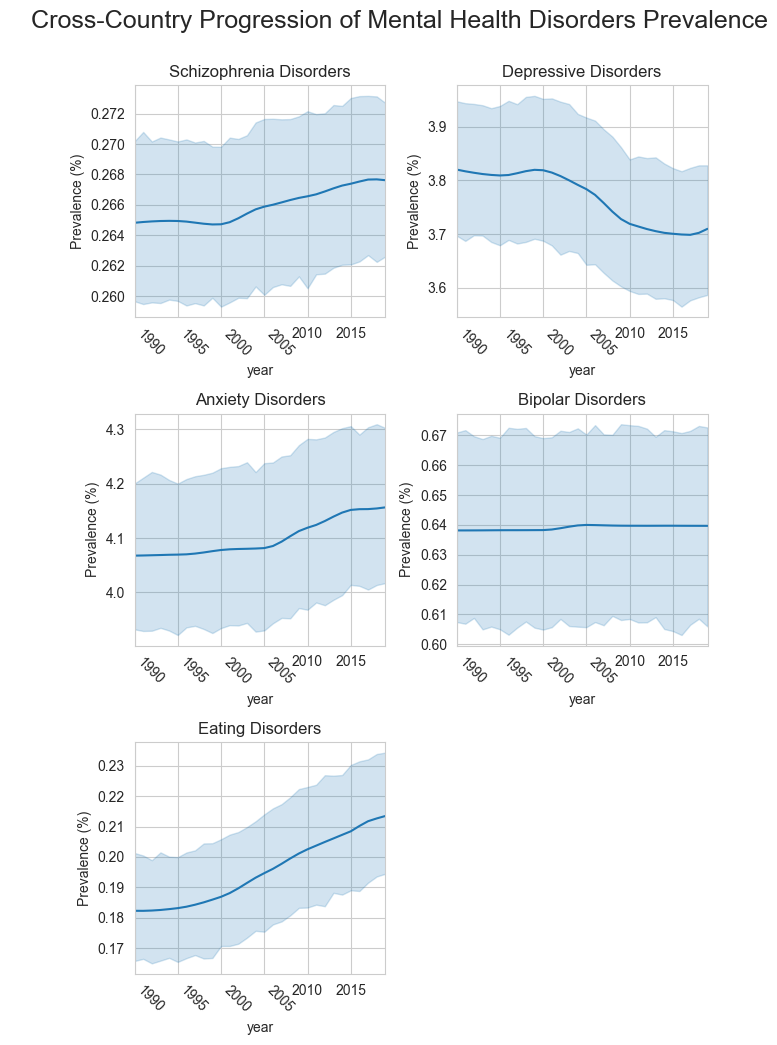 Cross-Country Progression of Mental Health Disorders Prevalence
Schizophrenia Disorders
Prevalence (%)
0.272
0.270
0.268
0.266
0.264
0.262
0.260
1990 1995 2000 2005 2010 2015
year
Depressive Disorders
Prevalence (%)
3.9
3.8
3.7
3.6
1990 1995 2000 2005 2010 2015
year
Anxiety Disorders
Prevalence (%)
4.3
4.2
4.1
4.0
1990 1995 2000 2005 2010 2015
year
Bipolar Disorders
Prevalence (%)
0.67
0.66
0.65
0.64
0.63
0.62
0.61
0.60
1990 1995 2000 2005 2010 2015
year
Eating Disorders
Prevalence (%)
0.23
0.22
0.21
0.20
0.19
0.18
0.17
1990 1995 2000 2005 2010 2015
year